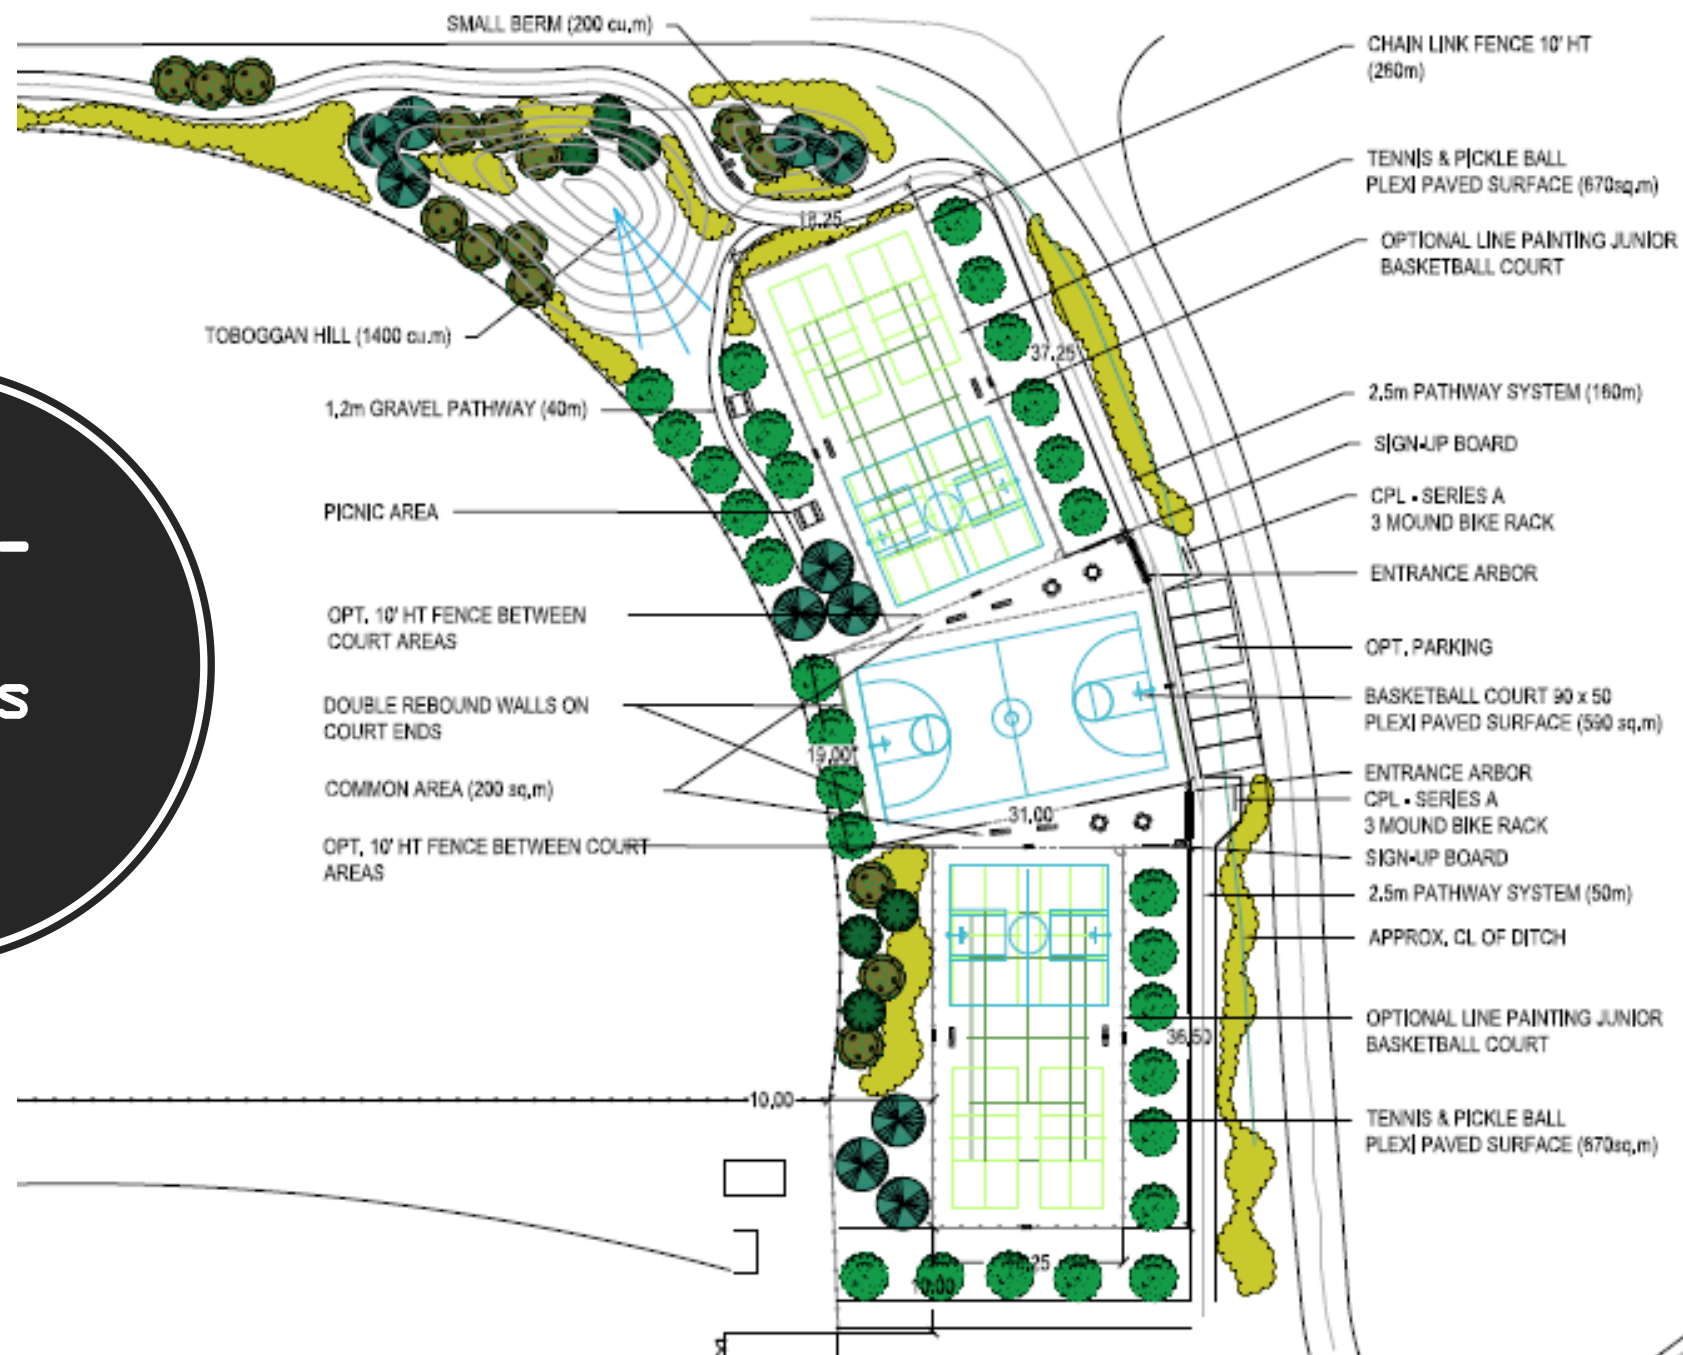 SMALL BERM (200 cu.m)
CHAIN LINK FENCE 10' HT
(260m)
TENNIS & PICKLE BALL
PLEXI PAVED SURFACE (670sq.m)
18.25
OPTIONAL LINE PAINTING JUNIOR
BASKETBALL COURT
TOBOGGAN HILL (1400 cu.m)
37.25
1.2m GRAVEL PATHWAY (40m)
2.5m PATHWAY SYSTEM (160m)
SIGN-UP BOARD
PICNIC AREA
CPL - SERIES A
3 MOUND BIKE RACK
ENTRANCE ARBOR
OPT. 10' HT FENCE BETWEEN
COURT AREAS
OPT. PARKING
DOUBLE REBOUND WALLS ON
COURT ENDS
BASKETBALL COURT 90 x 50
PLEXI PAVED SURFACE (590 sq.m)
s
19.00
COMMON AREA (200 sq.m)
ENTRANCE ARBOR
CPL - SERIES A
3 MOUND BIKE RACK
31.00
OPT. 10' HT FENCE BETWEEN COURT
AREAS
SIGN-UP BOARD
2.5m PATHWAY SYSTEM (50m)
APPROX. CL OF DITCH
OPTIONAL LINE PAINTING JUNIOR
BASKETBALL COURT
36.50
10.00
TENNIS & PICKLE BALL
PLEXI PAVED SURFACE (670sq.m)
10.00